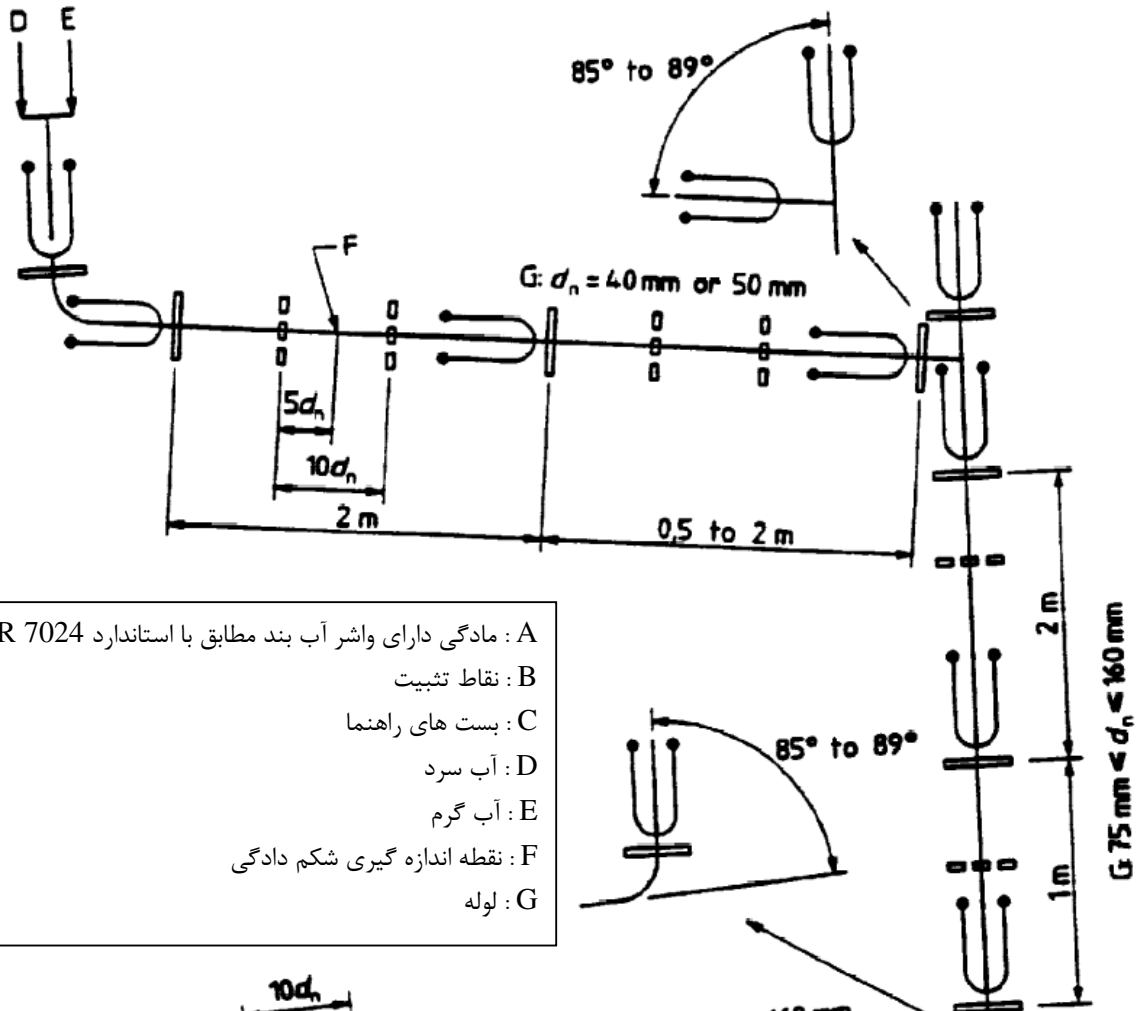 D E
85° to 89°
F
G: dₙ = 40 mm or 50 mm
5dₙ
10dₙ
2 m
0,5 to 2 m
2 m
G: 75 mm ≤ dₙ ≤ 160 mm
A : مادگی دارای واشر آب بند مطابق با استاندارد R 7024
B : نقاط تثبیت
C : بست های راهنما
D : آب سرد
E : آب گرم
F : نقطه اندازه گیری شکم دادگی
G : لوله
85° to 89°
1 m
10dₙ